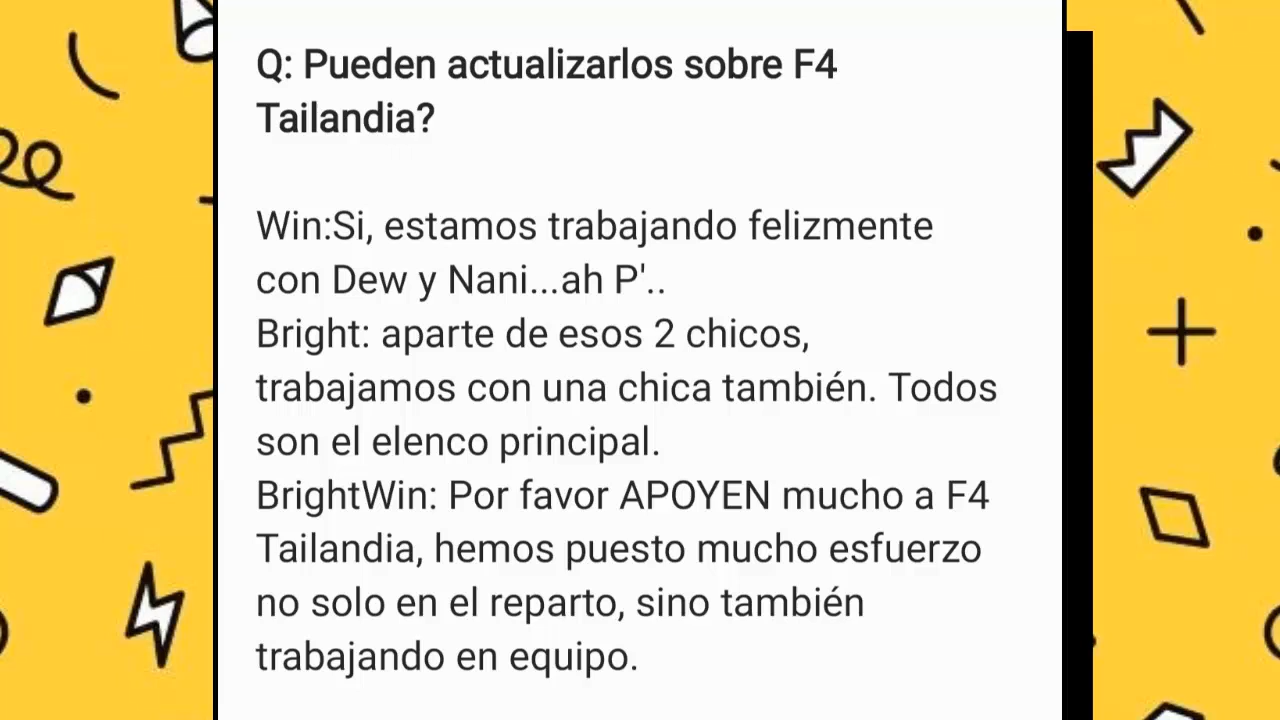 Q: Pueden actualizarlos sobre F4
Tailandia?
Win:Si, estamos trabajando felizmente
con Dew y Nani...ah P'..
Bright: aparte de esos 2 chicos,
trabajamos con una chica también. Todos
son el elenco principal.
BrightWin: Por favor APOYEN mucho a F4
Tailandia, hemos puesto mucho esfuerzo
no solo en el reparto, sino también
trabajando en equipo.